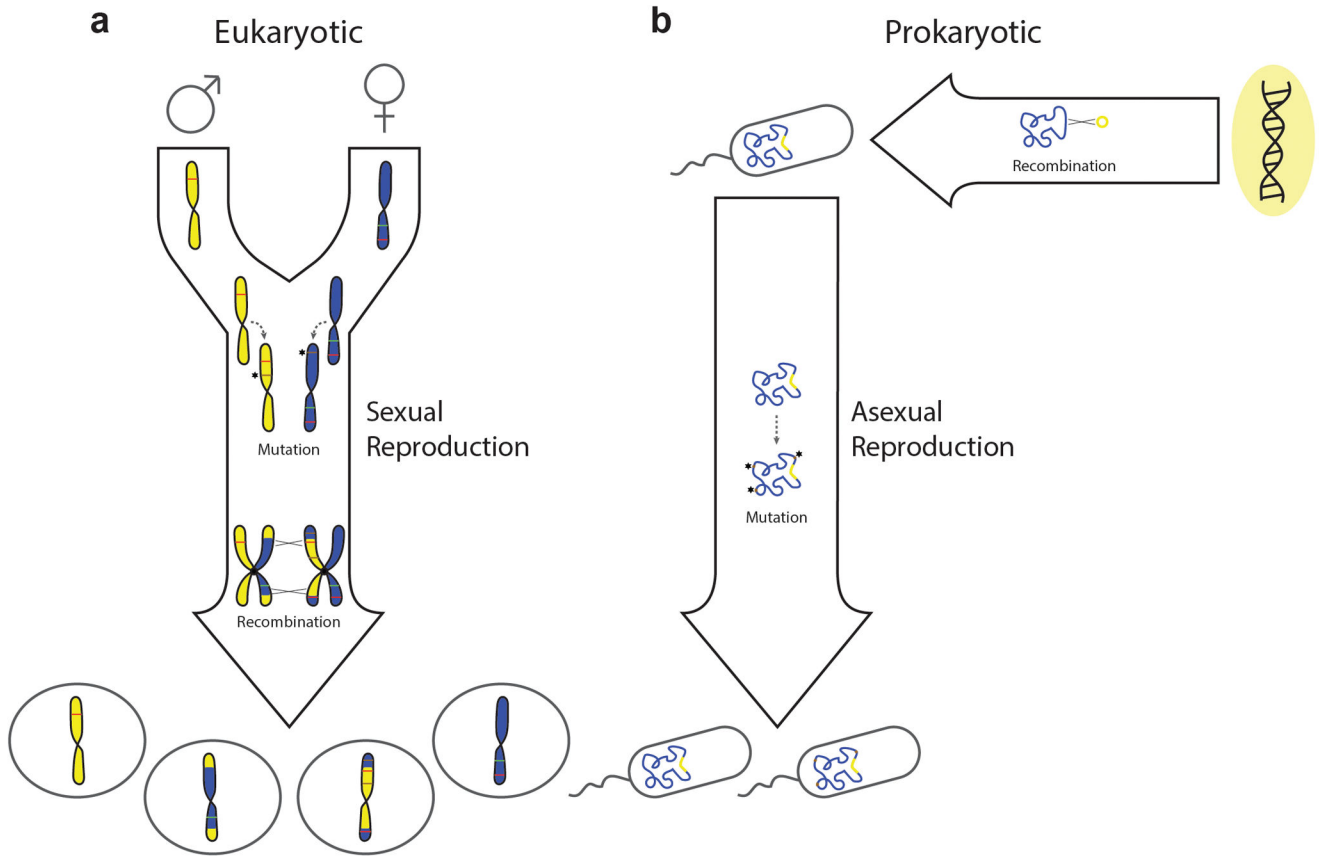 a
Eukaryotic
Mutation
Sexual
Reproduction
Recombination
b
Prokaryotic
Recombination
Asexual
Reproduction
Mutation